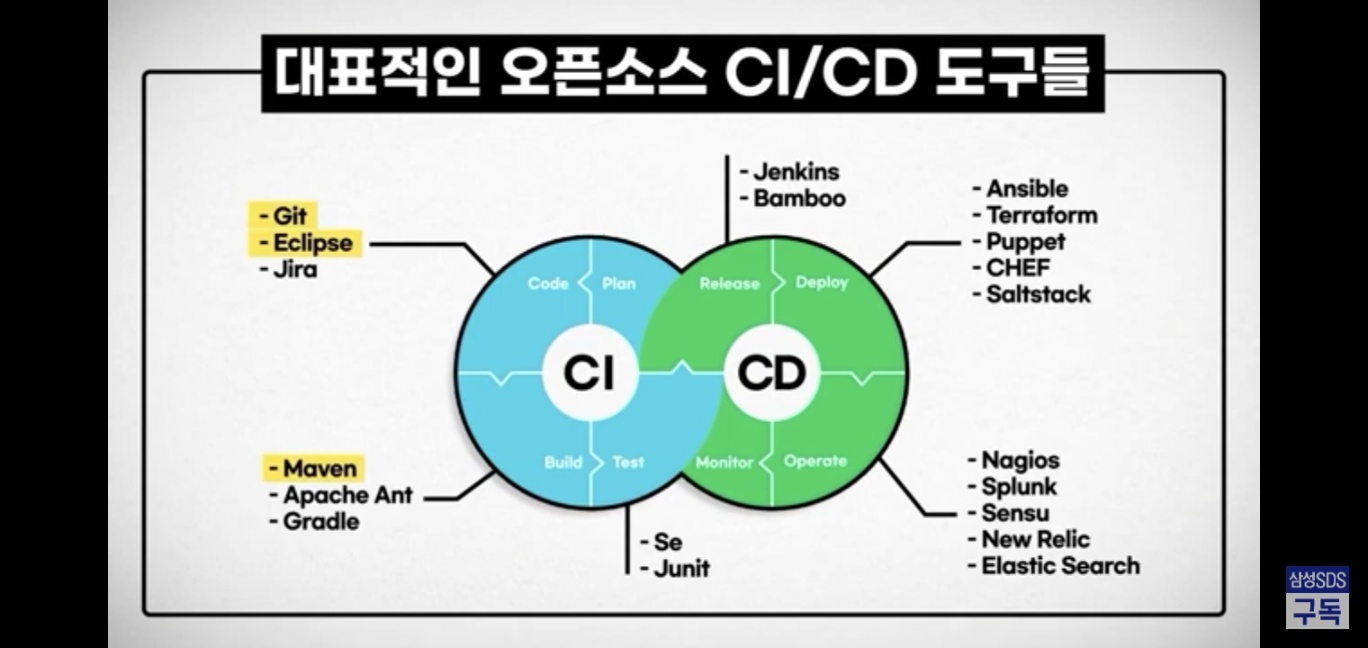 대표적인 오픈소스 CI/CD 도구들
- Git
- Eclipse
- Jira
- Jenkins
- Bamboo
- Ansible
- Terraform
- Puppet
- CHEF
- Saltstack
Code
Plan
Release
Deploy
CI
CD
Build
Test
Monitor
Operate
- Maven
- Apache Ant
- Gradle
- Se
- Junit
- Nagios
- Splunk
- Sensu
- New Relic
- Elastic Search
삼성SDS
구독